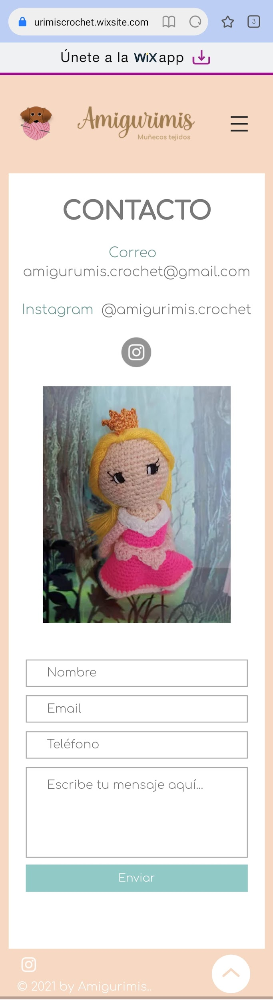 urimiscrochet.wixsite.com
3
Únete a la WiX app
Amigurimis
Muñecos tejidos
CONTACTO
Correo
amigurumis.crochet@gmail.com
Instagram @amigurimis.crochet
Nombre
Email
Teléfono
Escribe tu mensaje aquí...
Enviar
© 2021 by Amigurimis..